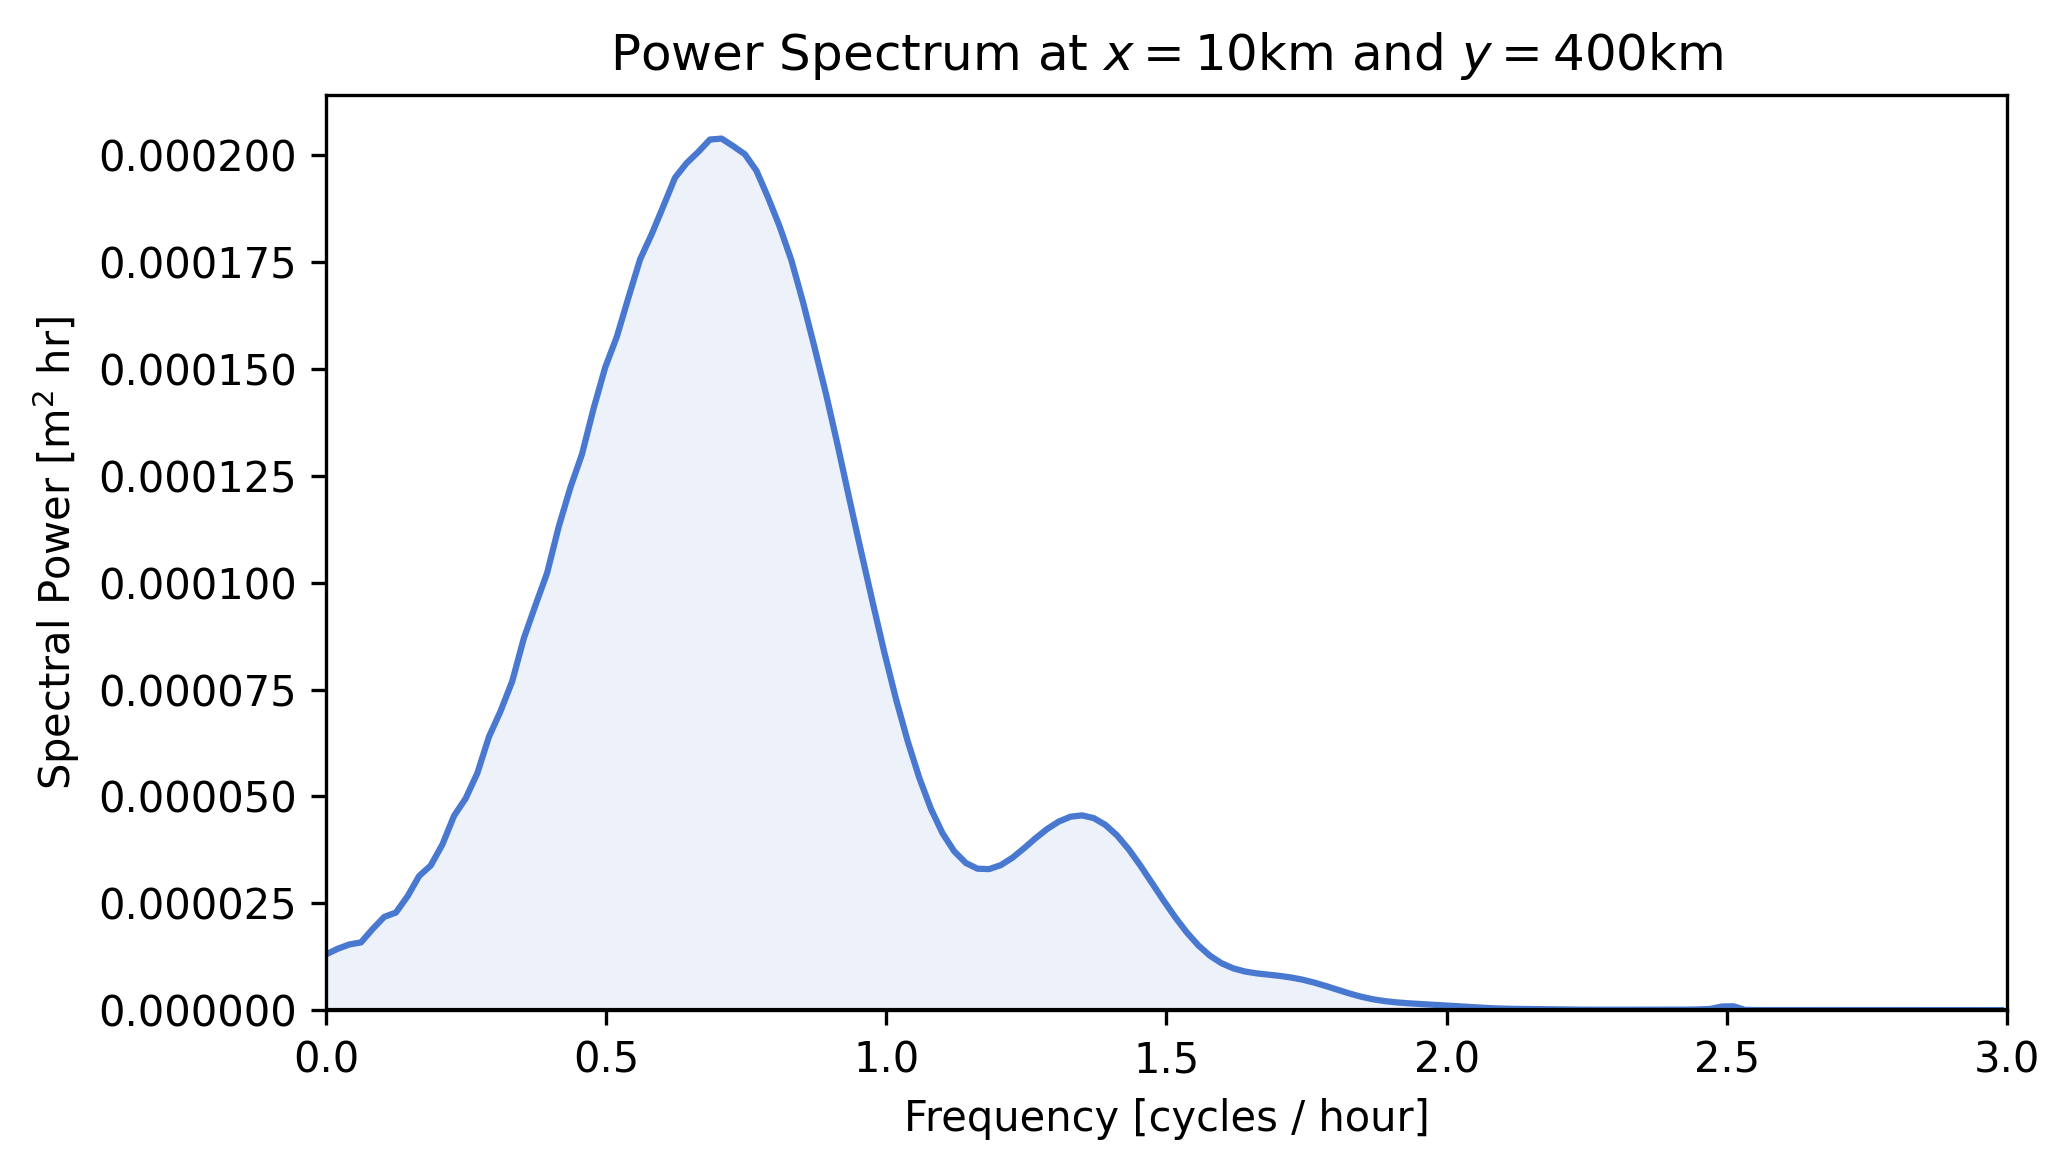 Power Spectrum at x = 10km and y = 400km
Spectral Power [m² hr]
0.000200
0.000175
0.000150
0.000125
0.000100
0.000075
0.000050
0.000025
0.000000
0.0 0.5 1.0 1.5 2.0 2.5 3.0
Frequency [cycles / hour]